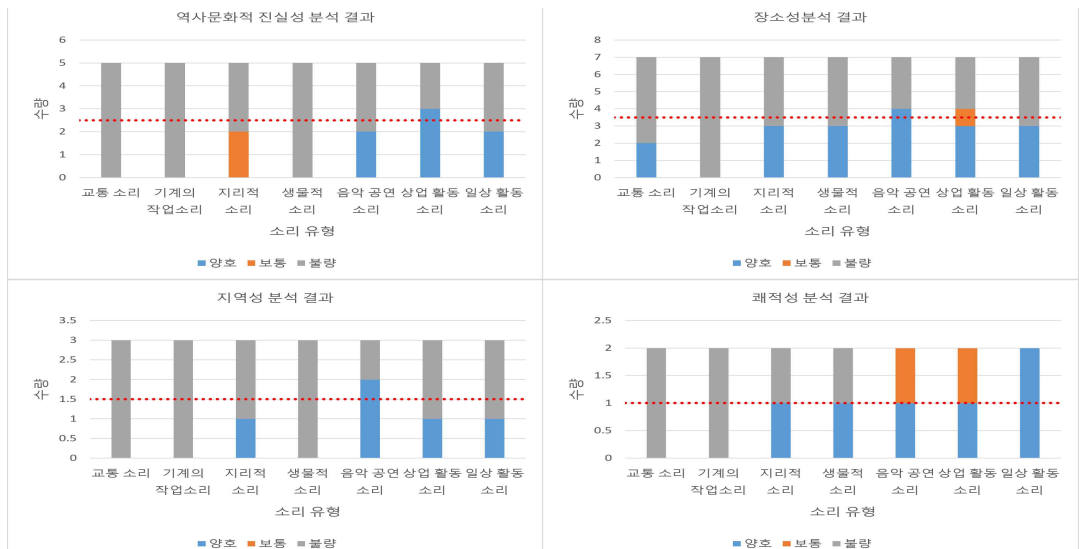 역사문화적 진실성 분석 결과
6
5
4
3
2
1
0
수량
교통 소리 기계의 작업소리 지리적 소리 생물적 소리 음악 공연 소리 상업 활동 소리 일상 활동 소리
소리 유형
양호 보통 불량
장소성분석 결과
8
7
6
5
4
3
2
1
0
수량
교통 소리 기계의 작업소리 지리적 소리 생물적 소리 음악 공연 소리 상업 활동 소리 일상 활동 소리
소리 유형
양호 보통 불량
지역성 분석 결과
3.5
3
2.5
2
1.5
1
0.5
0
수량
교통 소리 기계의 작업소리 지리적 소리 생물적 소리 음악 공연 소리 상업 활동 소리 일상 활동 소리
소리 유형
양호 보통 불량
쾌적성 분석 결과
2.5
2
1.5
1
0.5
0
수량
교통 소리 기계의 작업소리 지리적 소리 생물적 소리 음악 공연 소리 상업 활동 소리 일상 활동 소리
소리 유형
양호 보통 불량